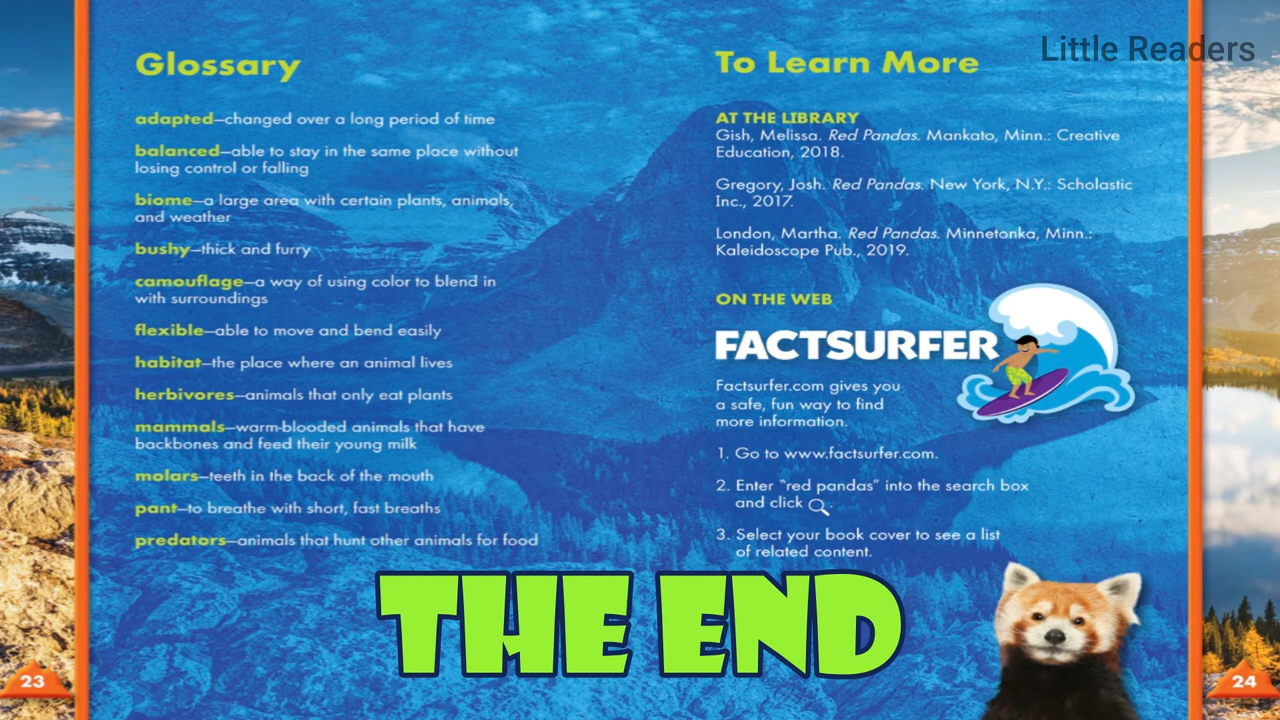 Glossary
adapted—changed over a long period of time
balanced—able to stay in the same place without
losing control or falling
biome—a large area with certain plants, animals,
and weather
bushy—thick and furry
camouflage—a way of using color to blend in
with surroundings
flexible—able to move and bend easily
habitat—the place where an animal lives
herbivores—animals that only eat plants
mammals—warm-blooded animals that have
backbones and feed their young milk
molars—teeth in the back of the mouth
pant—to breathe with short, fast breaths
predators—animals that hunt other animals for food
23
To Learn More
Little Readers
AT THE LIBRARY
Gish, Melissa. Red Pandas. Mankato, Minn.: Creative
Education, 2018.
Gregory, Josh. Red Pandas. New York, N.Y.: Scholastic
Inc., 2017.
London, Martha. Red Pandas. Minnetonka, Minn.:
Kaleidoscope Pub., 2019.
ON THE WEB
FACTSURFER
Factsurfer.com gives you
a safe, fun way to find
more information.
1. Go to www.factsurfer.com.
2. Enter “red pandas” into the search box
and click .
3. Select your book cover to see a list
of related content.
THE END
24